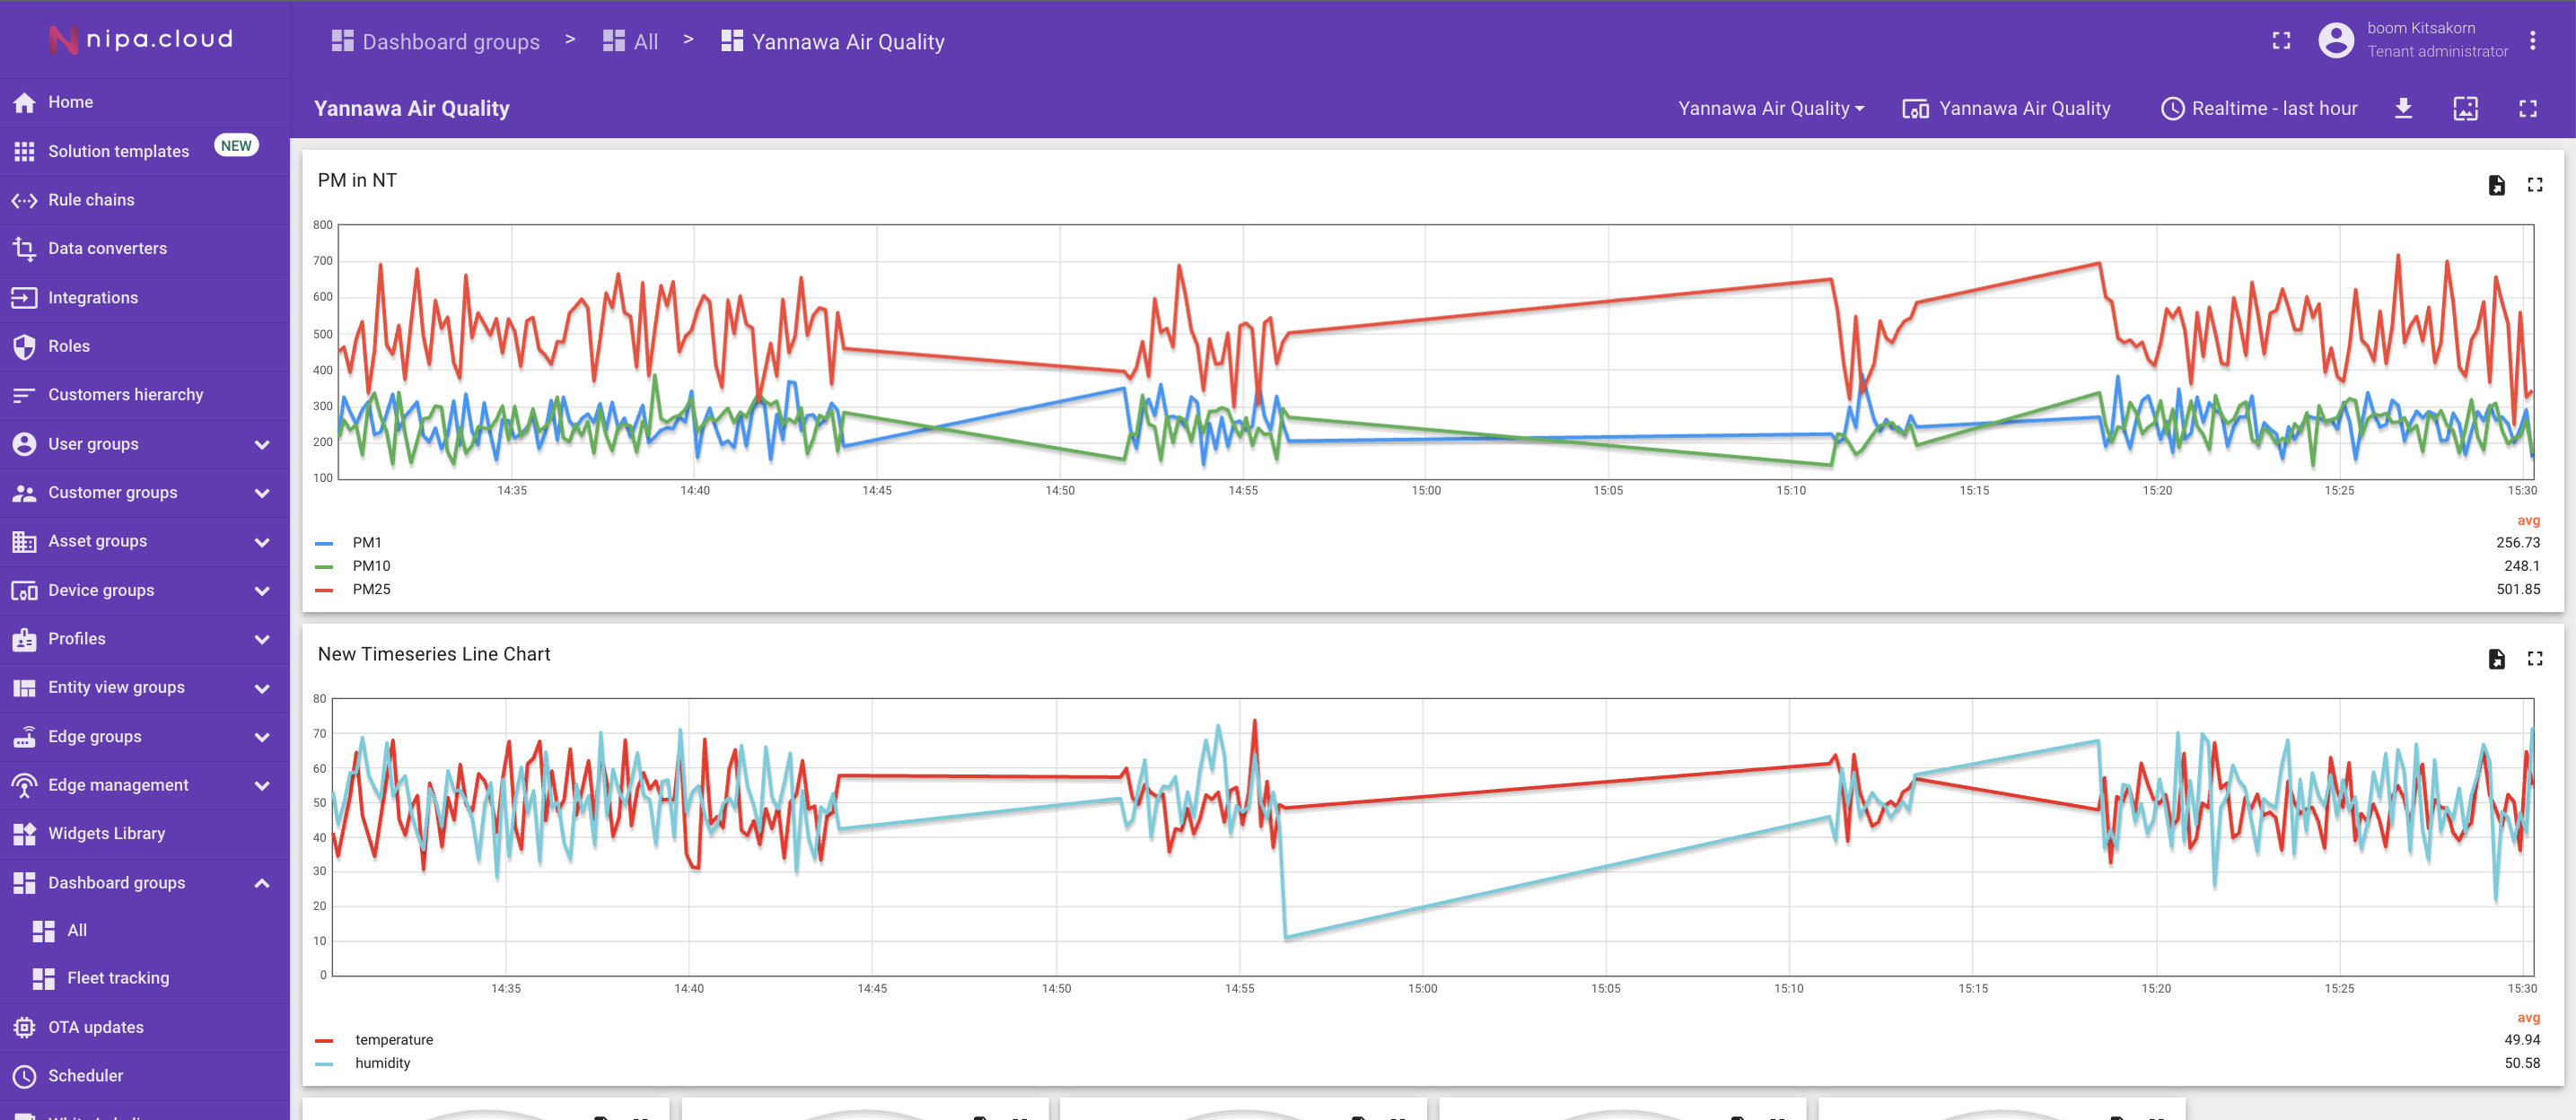 nipa.cloud
Dashboard groups > All > Yannawa Air Quality
boom Kitsakorn
Tenant administrator
Yannawa Air Quality
Yannawa Air Quality
Yannawa Air Quality
Realtime - last hour
Home
Solution templates NEW
Rule chains
Data converters
Integrations
Roles
Customers hierarchy
User groups
Customer groups
Asset groups
Device groups
Profiles
Entity view groups
Edge groups
Edge management
Widgets Library
Dashboard groups
All
Fleet tracking
OTA updates
Scheduler
PM in NT
800
700
600
500
400
300
200
100
14:35 14:40 14:45 14:50 14:55 15:00 15:05 15:10 15:15 15:20 15:25 15:30
avg
PM1 256.73
PM10 248.1
PM25 501.85
New Timeseries Line Chart
80
70
60
50
40
30
20
10
0
14:35 14:40 14:45 14:50 14:55 15:00 15:05 15:10 15:15 15:20 15:25 15:30
avg
temperature 49.94
humidity 50.58